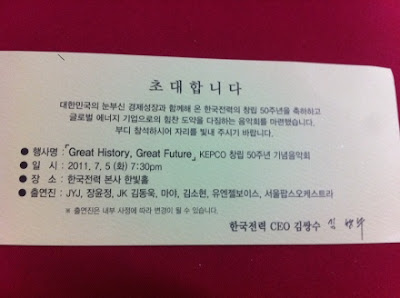 초 대 합 니 다
대한민국의 눈부신 경제성장과 함께해 온 한국전력의 창립 50주년을 축하하고
글로벌 에너지 기업으로의 힘찬 도약을 다짐하는 음악회를 마련했습니다.
부디 참석하시어 자리를 빛내 주시기 바랍니다.
● 행사명 : 「Great History, Great Future」 KEPCO 창립 50주년 기념음악회
● 일 시 : 2011. 7. 5 (화) 7:30pm
● 장 소 : 한국전력 본사 한빛홀
● 출연진 : JYJ, 장윤정, JK 김동욱, 마야, 김소현, 유엔젤보이스, 서울팝스오케스트라
※ 출연진은 내부 사정에 따라 변경이 될 수 있습니다.
한국전력 CEO 김쌍수